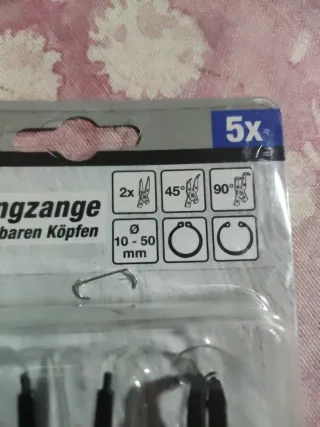 5x
ngzange
baren Köpfen
2x
45°
90°
Ø
10 - 50
mm